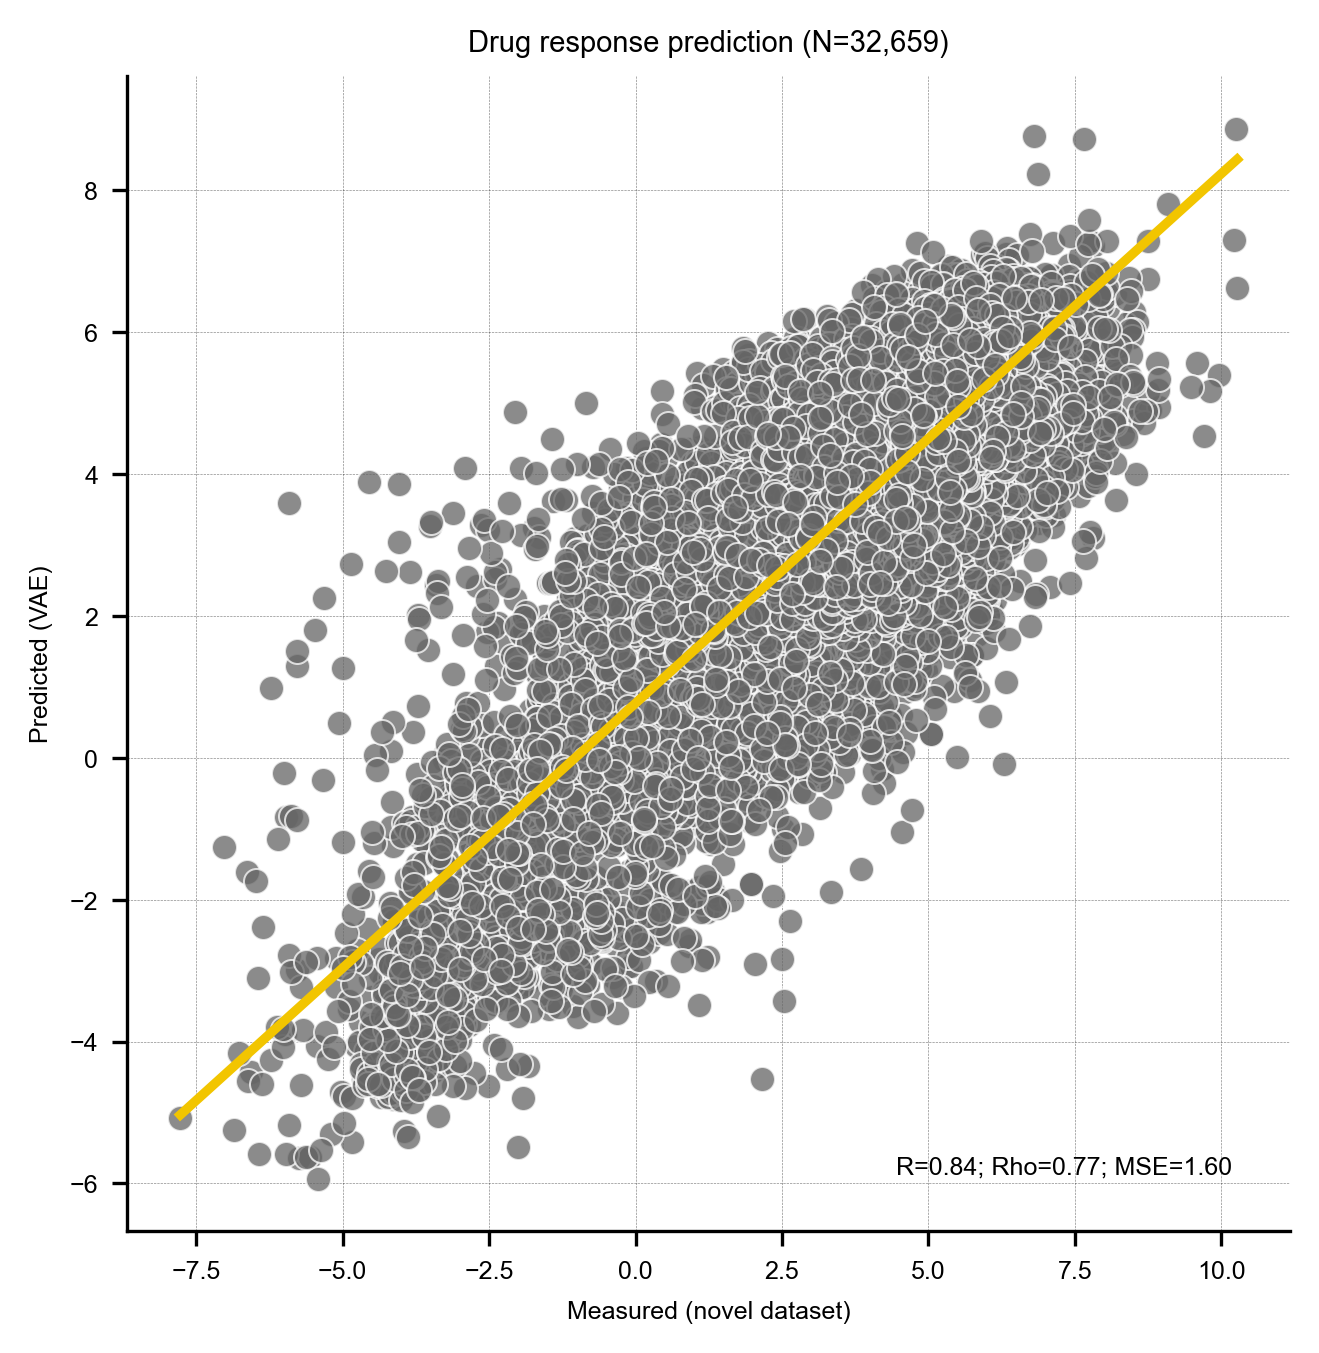 Drug response prediction (N=32,659)
Predicted (VAE)
8
6
4
2
0
−2
−4
−6
R=0.84; Rho=0.77; MSE=1.60
−7.5 −5.0 −2.5 0.0 2.5 5.0 7.5 10.0
Measured (novel dataset)